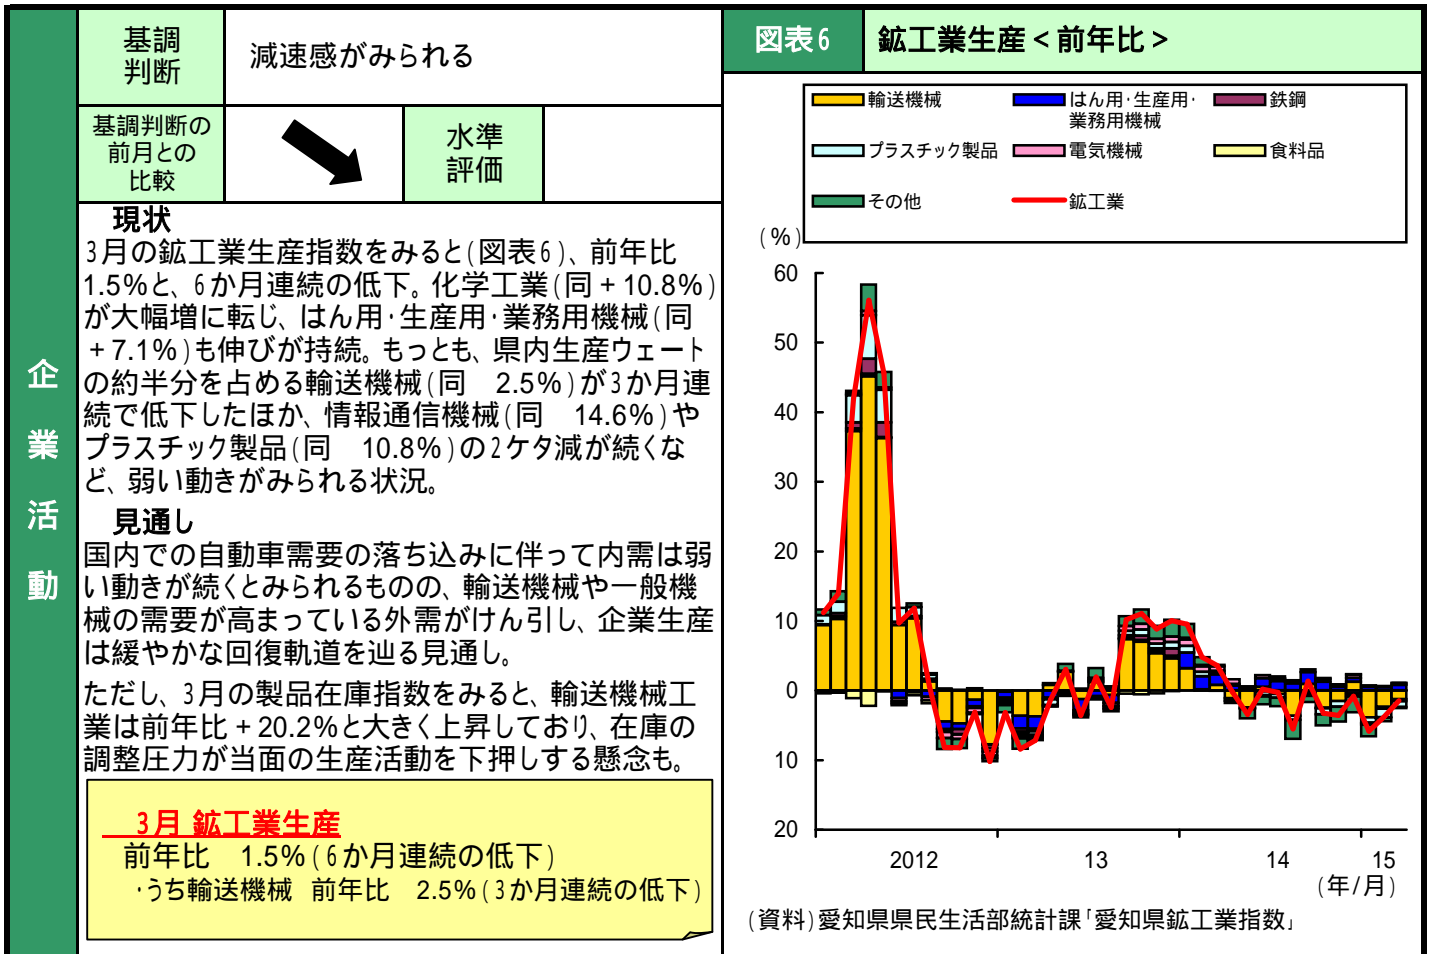 企業活動
基調
判断
減速感がみられる
基調判断の
前月との
比較
水準
評価
現状
3月の鉱工業生産指数をみると(図表6)、前年比
1.5%と、6か月連続の低下。化学工業(同+10.8%)
が大幅増に転じ、はん用・生産用・業務用機械(同
+7.1%)も伸びが持続。もっとも、県内生産ウェート
の約半分を占める輸送機械(同　2.5%)が3か月連
続で低下したほか、情報通信機械(同　14.6%)や
プラスチック製品(同　10.8%)の2ケタ減が続くな
ど、弱い動きがみられる状況。
見通し
国内での自動車需要の落ち込みに伴って内需は弱
い動きが続くとみられるものの、輸送機械や一般機
械の需要が高まっている外需がけん引し、企業生産
は緩やかな回復軌道を辿る見通し。
ただし、3月の製品在庫指数をみると、輸送機械工
業は前年比+20.2%と大きく上昇しており、在庫の
調整圧力が当面の生産活動を下押しする懸念も。
3月 鉱工業生産
前年比　1.5%(6か月連続の低下)
・うち輸送機械 前年比　2.5%(3か月連続の低下)
図表6
鉱工業生産<前年比>
輸送機械
はん用・生産用・
業務用機械
鉄鋼
プラスチック製品
電気機械
食料品
その他
鉱工業
(%)
60
50
40
30
20
10
0
10
20
2012
13
14
15
(年/月)
(資料)愛知県県民生活部統計課「愛知県鉱工業指数」